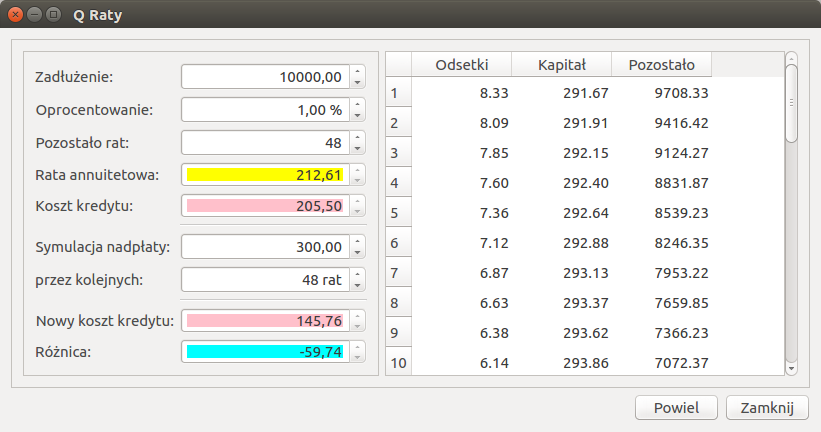 Q Raty
Zadłużenie: 10000,00
Oprocentowanie: 1,00 %
Pozostało rat: 48
Rata annuitetowa: 212,61
Koszt kredytu: 205,50
Symulacja nadpłaty: 300,00
przez kolejnych: 48 rat
Nowy koszt kredytu: 145,76
Różnica: -59,74
Odsetki Kapitał Pozostało
1 8.33 291.67 9708.33
2 8.09 291.91 9416.42
3 7.85 292.15 9124.27
4 7.60 292.40 8831.87
5 7.36 292.64 8539.23
6 7.12 292.88 8246.35
7 6.87 293.13 7953.22
8 6.63 293.37 7659.85
9 6.38 293.62 7366.23
10 6.14 293.86 7072.37
Powiel Zamknij